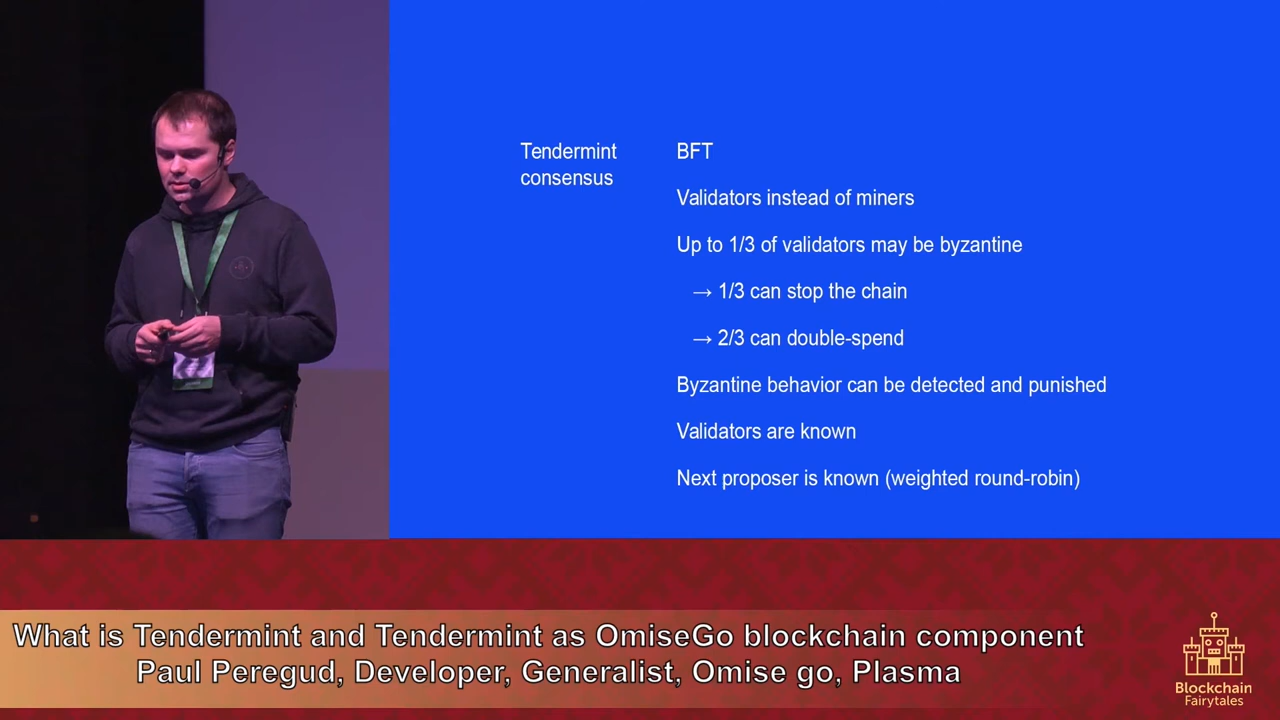 Tendermint
consensus
BFT
Validators instead of miners
Up to 1/3 of validators may be byzantine
→ 1/3 can stop the chain
→ 2/3 can double-spend
Byzantine behavior can be detected and punished
Validators are known
Next proposer is known (weighted round-robin)
What is Tendermint and Tendermint as OmiseGo blockchain component
Paul Peregud, Developer, Generalist, Omise go, Plasma
Blockchain
Fairytales